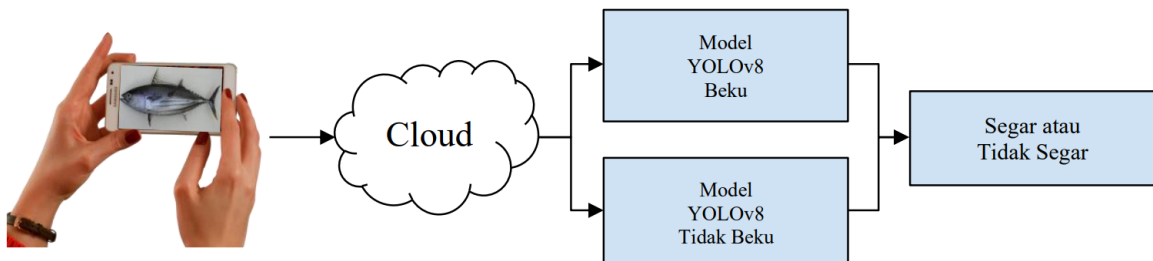 Cloud
Model
YOLOv8
Beku
Model
YOLOv8
Tidak Beku
Segar atau
Tidak Segar